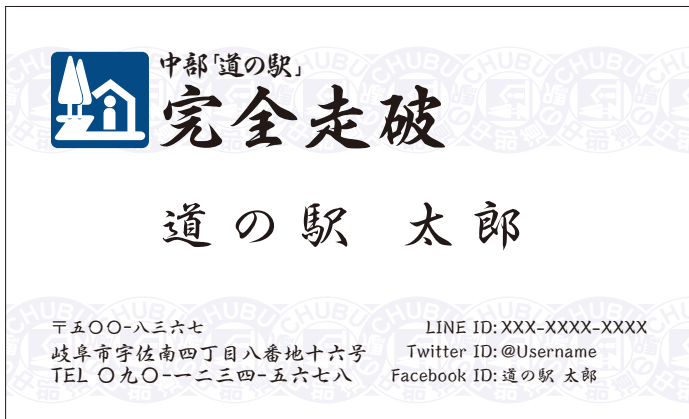 中部「道の駅」
完全走破
道の駅 太郎
〒五〇〇-八三六七
岐阜市宇佐南四丁目八番地十六号
TEL 〇九〇-一二三四-五六七八
LINE ID: XXX-XXXX-XXXX
Twitter ID: @Username
Facebook ID: 道の駅 太郎
CHUBU